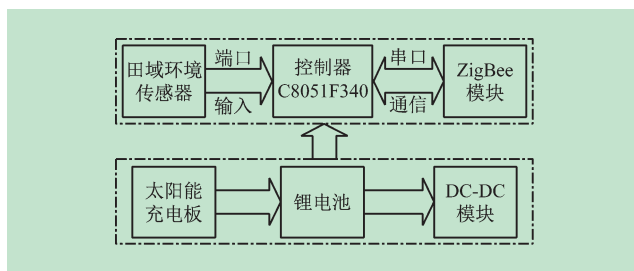 田域环境
传感器
端口
输入
控制器
C8051F340
串口
通信
ZigBee
模块
太阳能
充电板
锂电池
DC-DC
模块